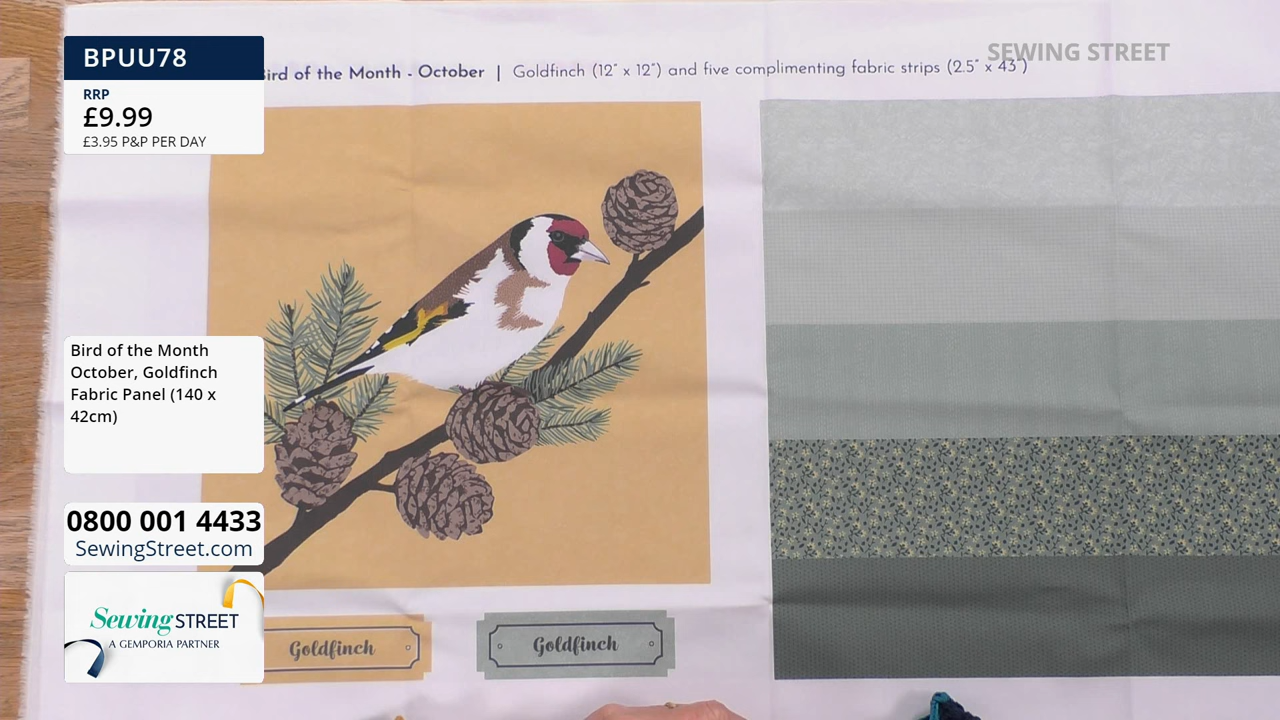 BPUU78
RRP
£9.99
£3.95 P&P PER DAY
SEWING STREET
Bird of the Month - October | Goldfinch (12" x 12") and five complimenting fabric strips (2.5" x 43")
Bird of the Month
October, Goldfinch
Fabric Panel (140 x
42cm)
0800 001 4433
SewingStreet.com
Sewing STREET
A GEMPORIA PARTNER
Goldfinch
Goldfinch